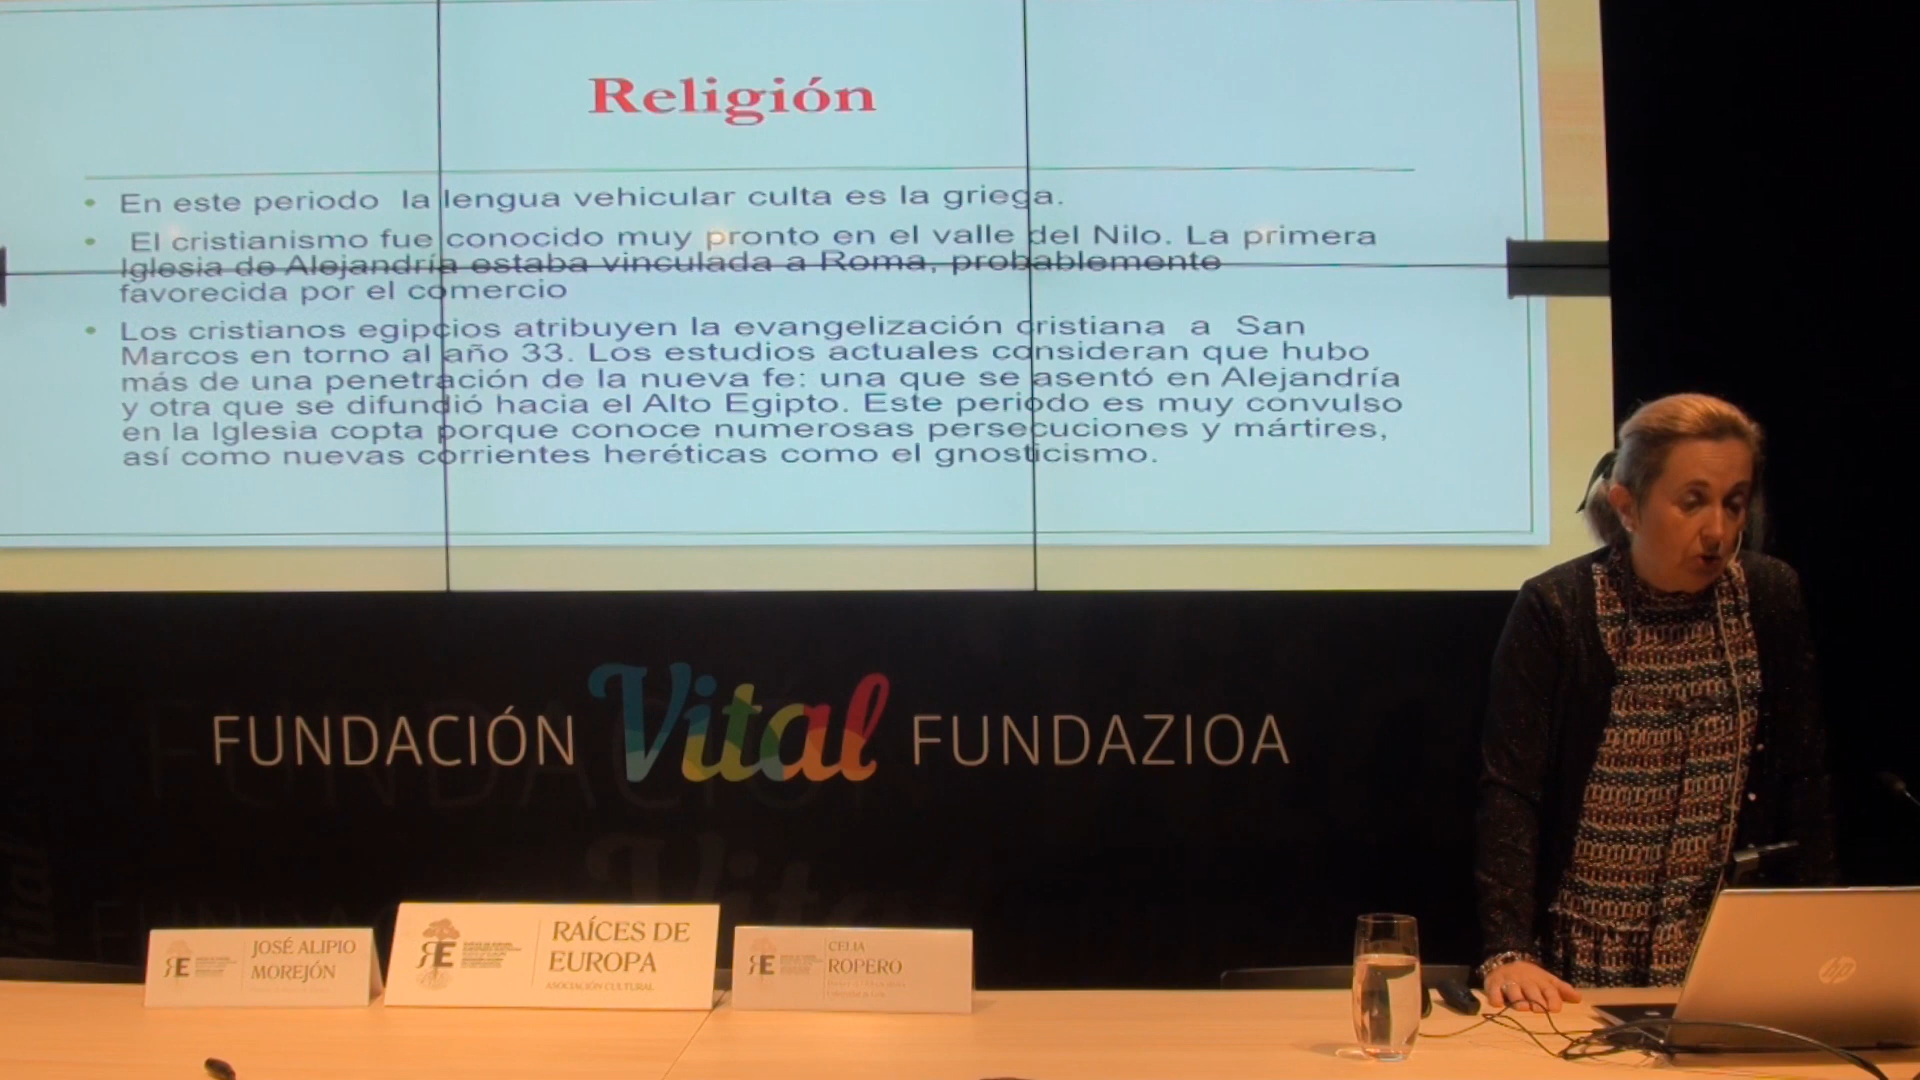 Religión
• En este periodo la lengua vehicular culta es la griega.
• El cristianismo fue conocido muy pronto en el valle del Nilo. La primera
Iglesia de Alejandría estaba vinculada a Roma, probablemente
favorecida por el comercio
• Los cristianos egipcios atribuyen la evangelización cristiana a San
Marcos en torno al año 33. Los estudios actuales consideran que hubo
más de una penetración de la nueva fe: una que se asentó en Alejandría
y otra que se difundió hacia el Alto Egipto. Este periodo es muy convulso
en la Iglesia copta porque conoce numerosas persecuciones y mártires,
así como nuevas corrientes heréticas como el gnosticismo.
FUNDACIÓN Vital FUNDAZIOA
JOSÉ ALIPIO
MOREJÓN
RE
RAÍCES DE
EUROPA
ASOCIACIÓN CULTURAL
CELIA
ROPERO
hp